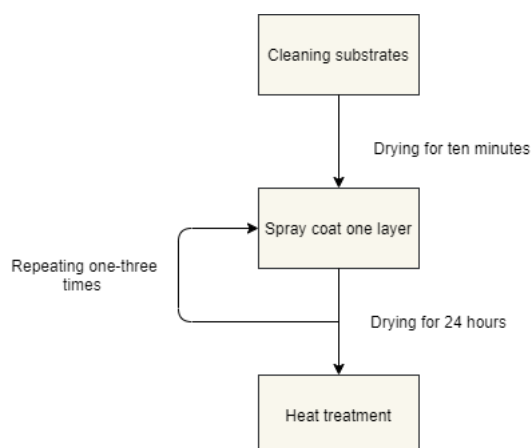 Cleaning substrates
Drying for ten minutes
Spray coat one layer
Repeating one-three
times
Drying for 24 hours
Heat treatment